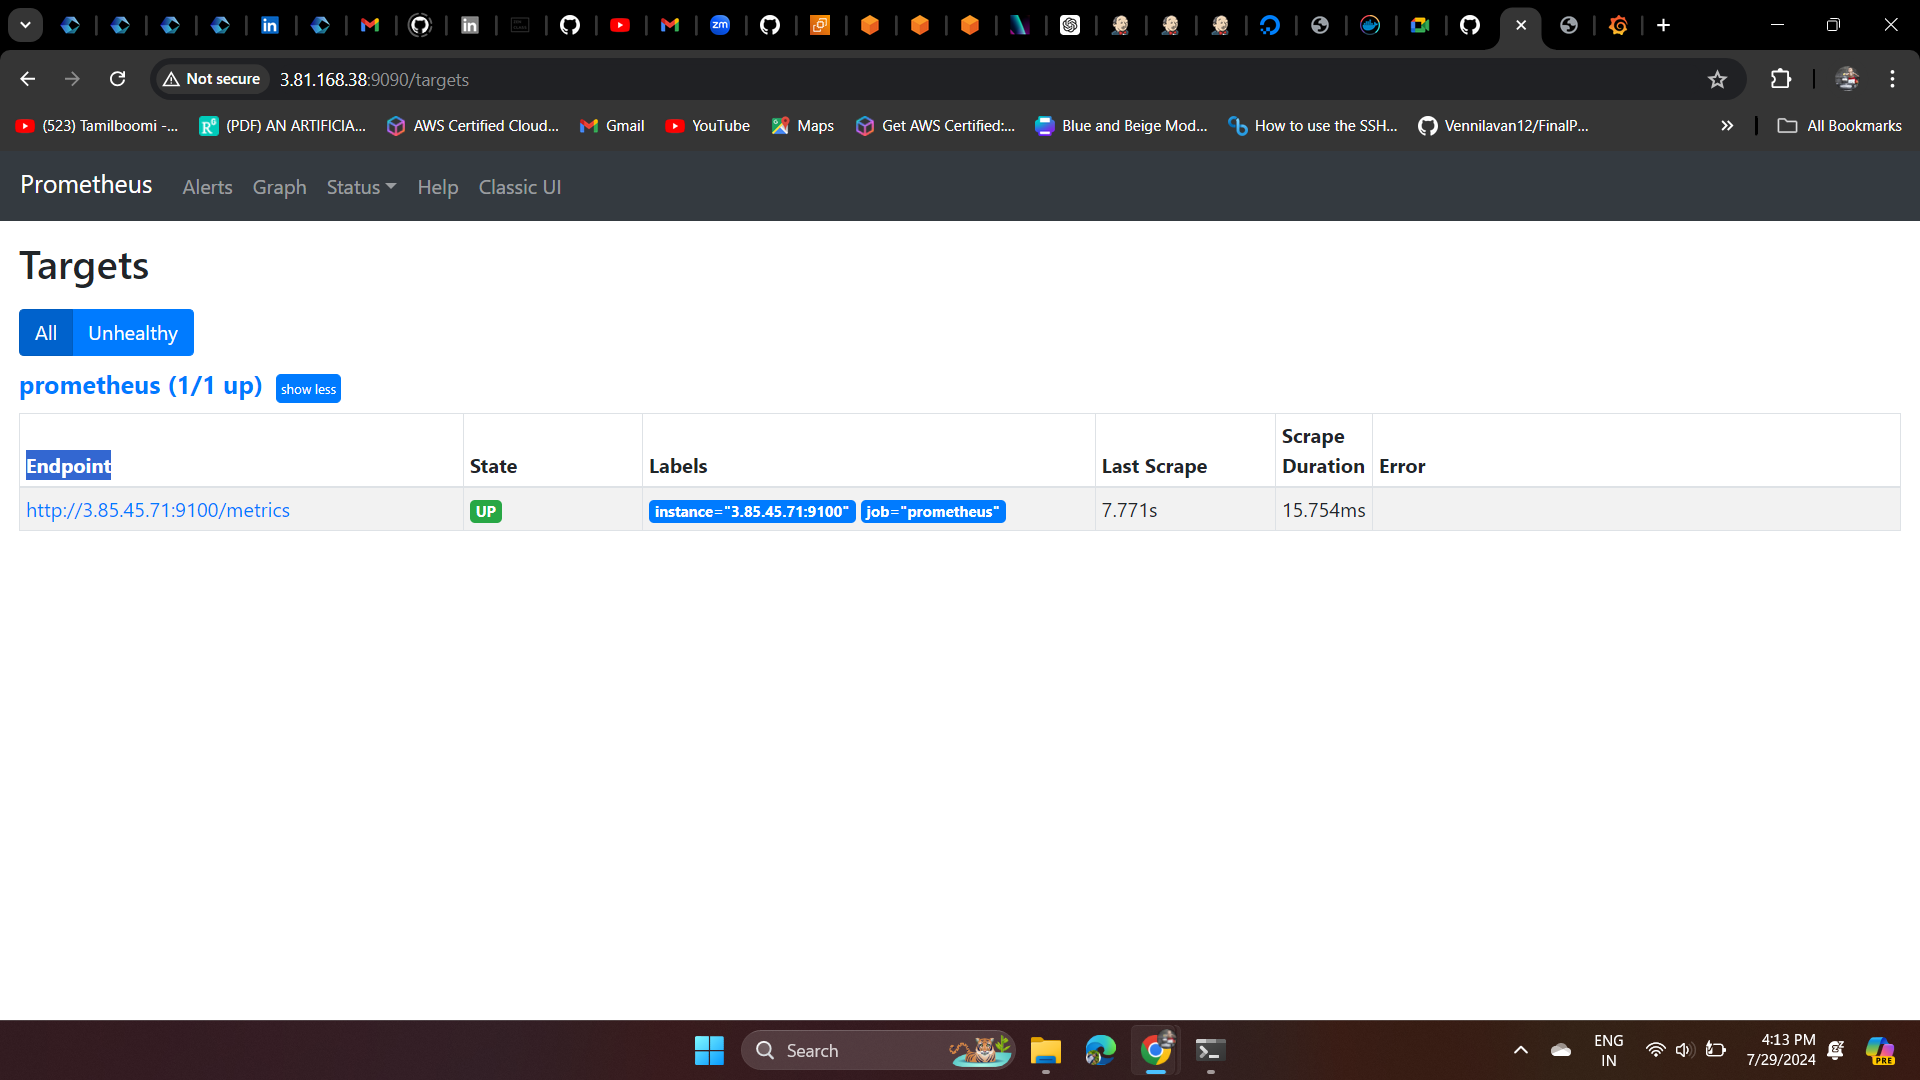 Not secure 3.81.168.38:9090/targets
(523) Tamilboomi -... (PDF) AN ARTIFICIA... AWS Certified Cloud... Gmail YouTube Maps Get AWS Certified:... Blue and Beige Mod... How to use the SSH... Vennilavan12/FinalP... » All Bookmarks
Prometheus Alerts Graph Status Help Classic UI
Targets
All Unhealthy
prometheus (1/1 up) show less
Endpoint State Labels Last Scrape Scrape Duration Error
http://3.85.45.71:9100/metrics UP instance="3.85.45.71:9100" job="prometheus" 7.771s 15.754ms
Search
ENG
IN
4:13 PM
7/29/2024
PRE